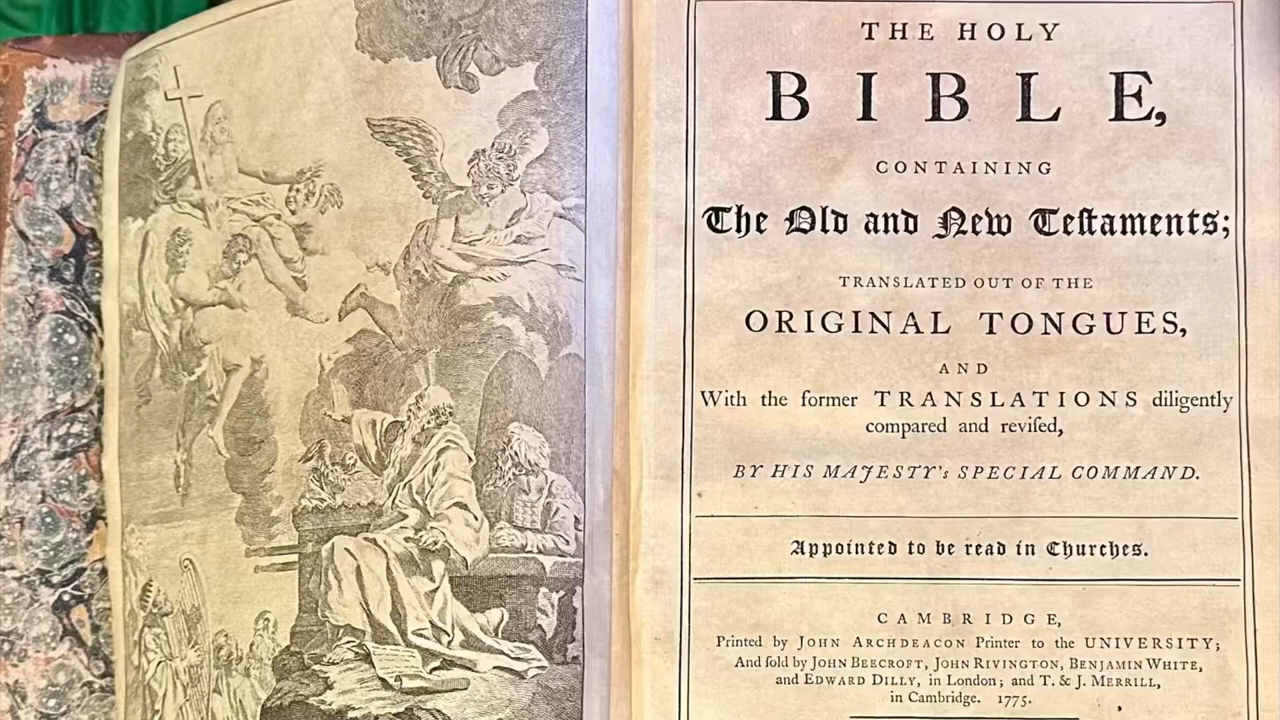 THE HOLY
BIBLE,
CONTAINING
The Old and New Teſtaments;
TRANSLATED OUT OF THE
ORIGINAL TONGUES,
AND
With the former TRANSLATIONS diligently
compared and reviſed,
BY HIS MAJESTY's SPECIAL COMMAND.
Appointed to be read in Churches.
CAMBRIDGE,
Printed by JOHN ARCHDEACON Printer to the UNIVERSITY;
And ſold by JOHN BEECROFT, JOHN RIVINGTON, BENJAMIN WHITE,
and EDWARD DILLY, in London; and T. & J. MERRILL,
in Cambridge. 1775.